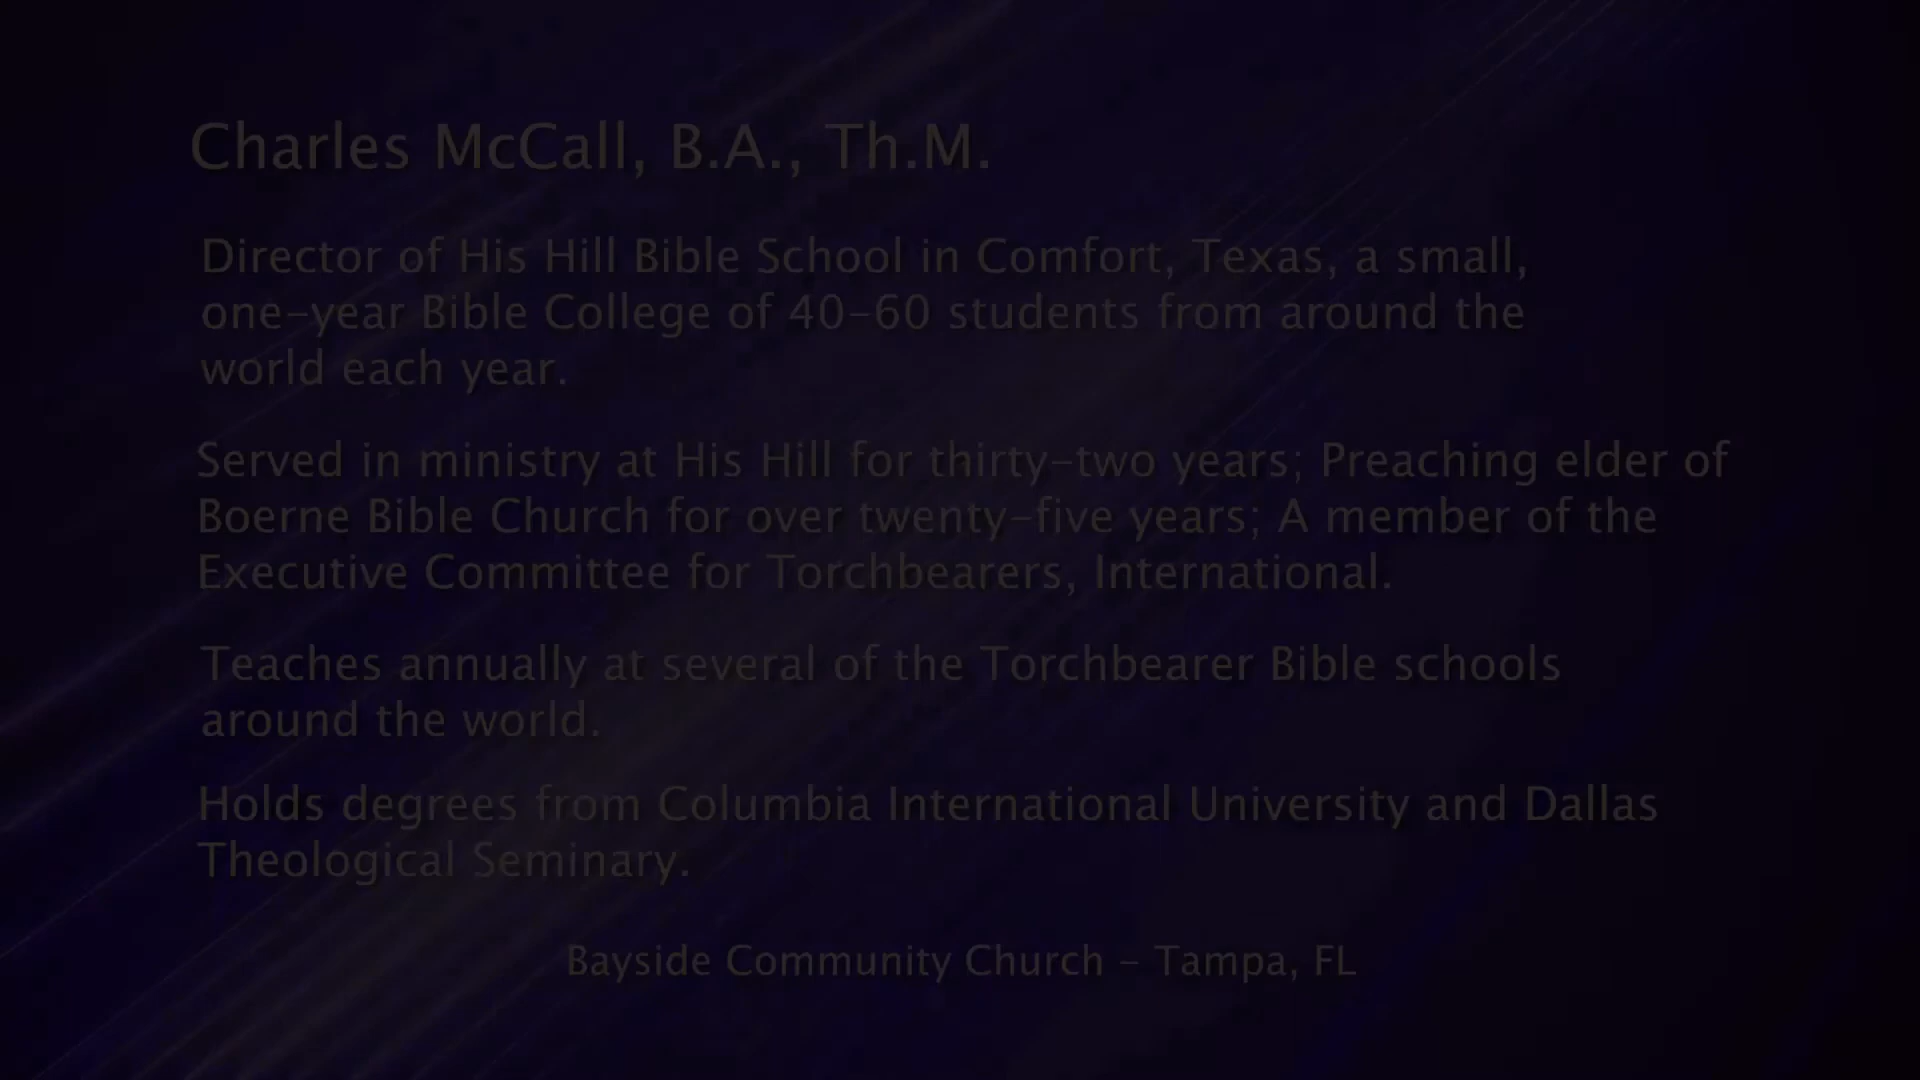 Charles McCall, B.A., Th.M.
Director of His Hill Bible School in Comfort, Texas, a small,
one-year Bible College of 40-60 students from around the
world each year.
Served in ministry at His Hill for thirty-two years; Preaching elder of
Boerne Bible Church for over twenty-five years; A member of the
Executive Committee for Torchbearers, International.
Teaches annually at several of the Torchbearer Bible schools
around the world.
Holds degrees from Columbia International University and Dallas
Theological Seminary.
Bayside Community Church - Tampa, FL